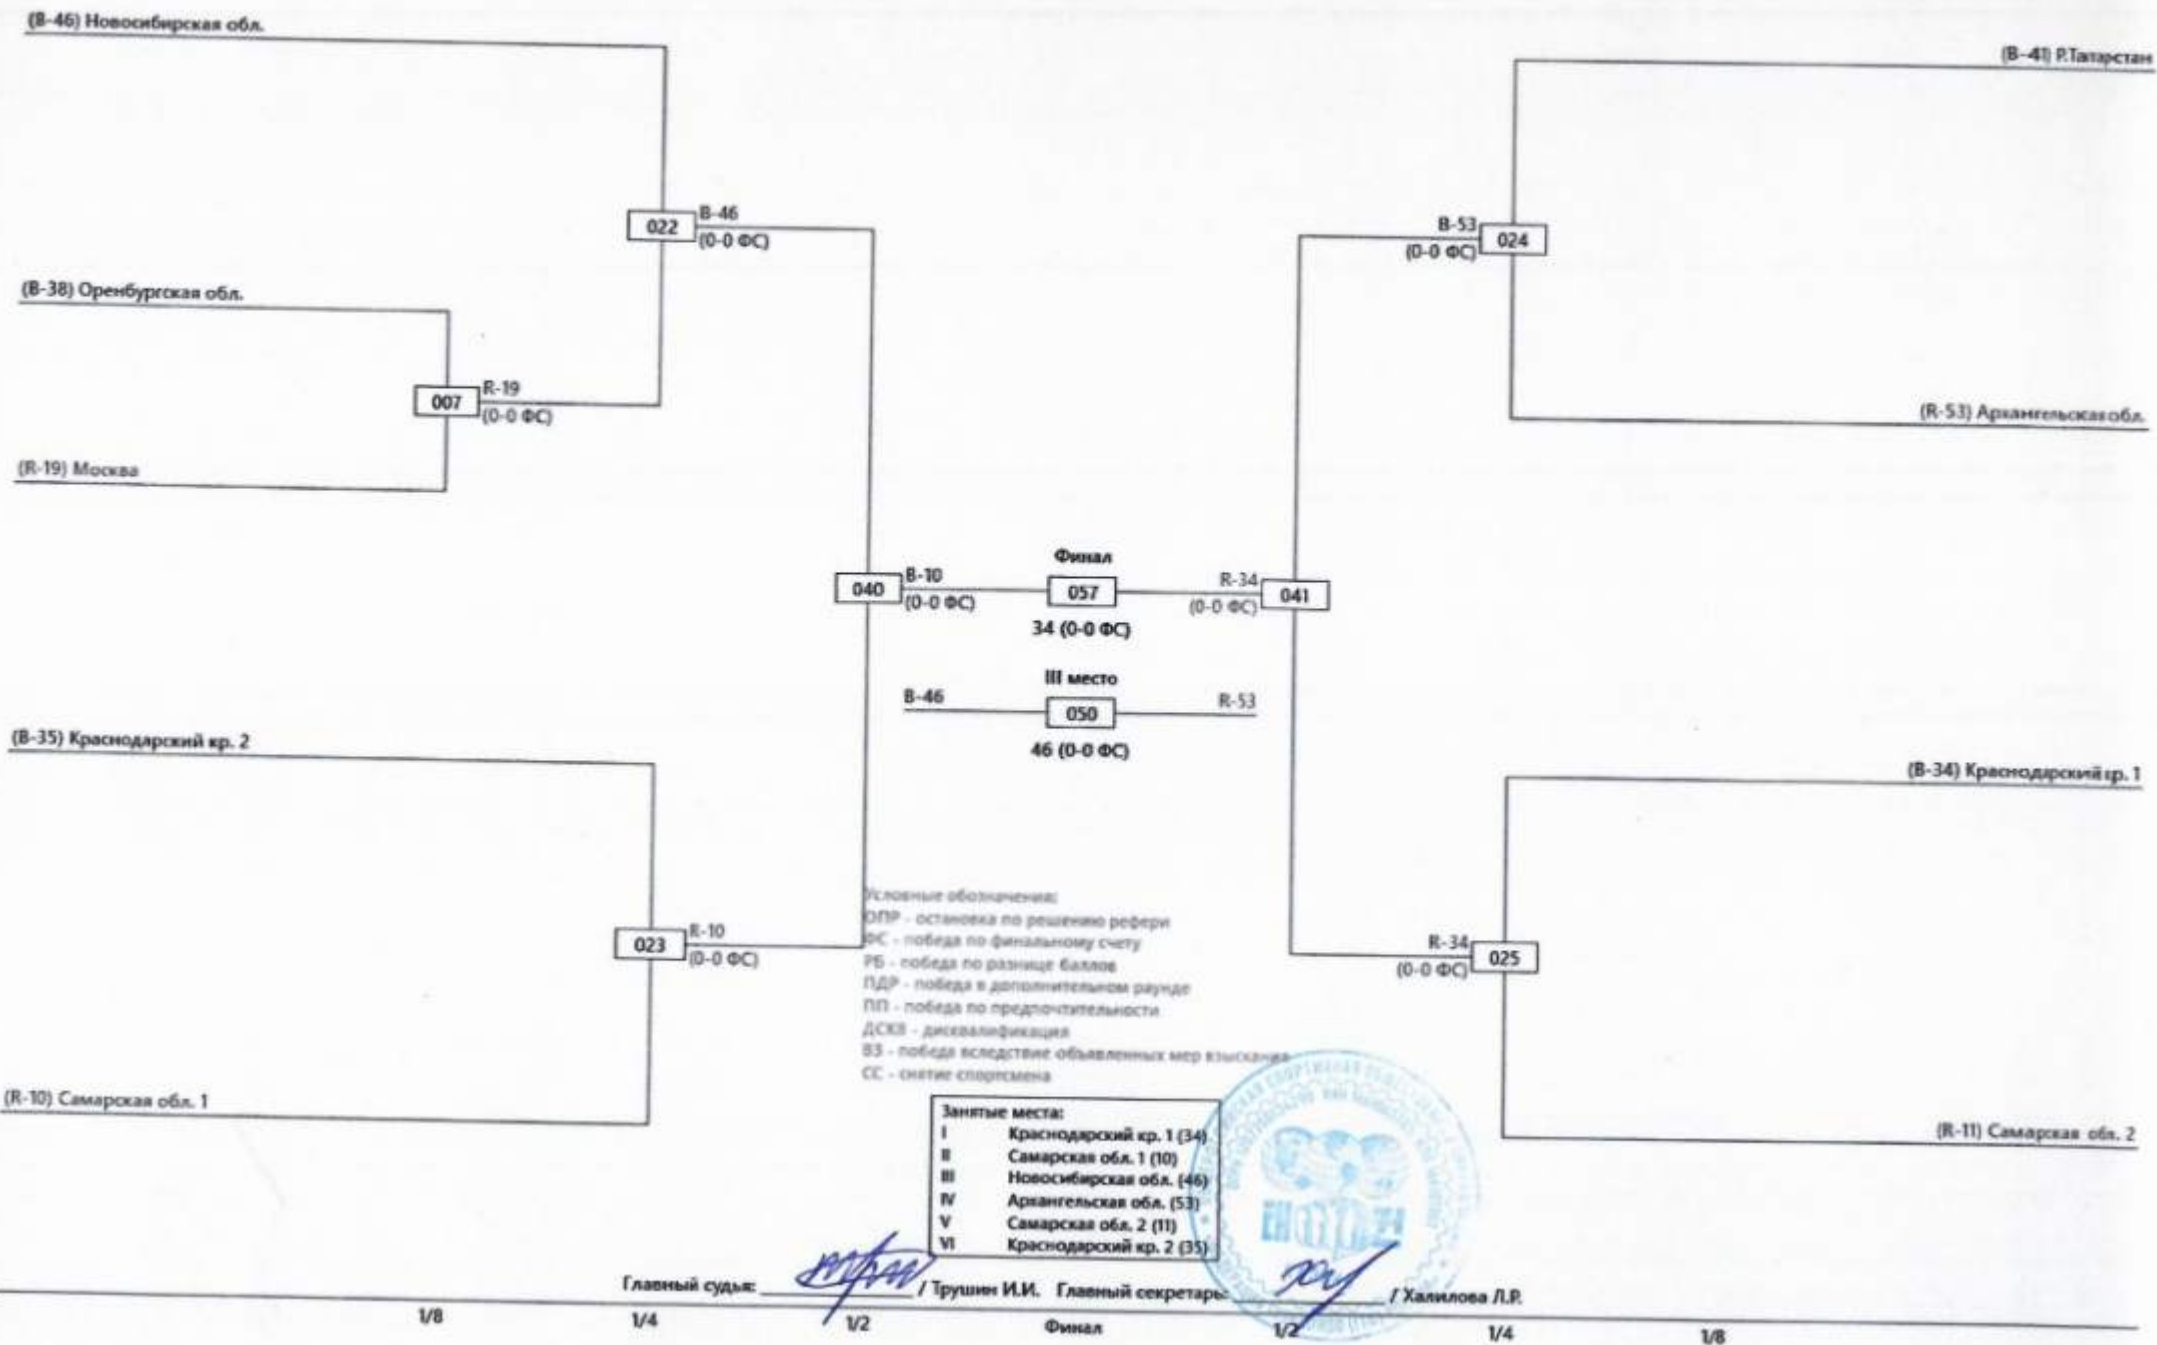 (B-46) Новосибирская обл.
(B-41) Р.Татарстан
B-46
022
(0-0 ФС)
B-53
024
(0-0 ФС)
(B-38) Оренбургская обл.
R-19
007
(0-0 ФС)
(R-53) Архангельская обл.
(R-19) Москва
Финал
B-10
040
(0-0 ФС)
057
R-34
041
(0-0 ФС)
34 (0-0 ФС)
III место
B-46
050
R-53
46 (0-0 ФС)
(B-35) Краснодарский кр. 2
(B-34) Краснодарский кр. 1
R-10
023
(0-0 ФС)
R-34
025
(0-0 ФС)
Условные обозначения:
ОПР - остановка по решению рефери
ФС - победа по финальному счету
РБ - победа по разнице баллов
ПДР - победа в дополнительном раунде
ПП - победа по предпочтительности
ДСКВ - дисквалификация
ВЗ - победа вследствие объявленных мер взыскания
СС - снятие спортсмена
(R-10) Самарская обл. 1
(R-11) Самарская обл. 2
Занятые места:
I Краснодарский кр. 1 (34)
II Самарская обл. 1 (10)
III Новосибирская обл. (46)
IV Архангельская обл. (53)
V Самарская обл. 2 (11)
VI Краснодарский кр. 2 (35)
Главный судья: / Трушин И.И. Главный секретарь: / Халилова Л.Р.
1/8 1/4 1/2 Финал 1/2 1/4 1/8